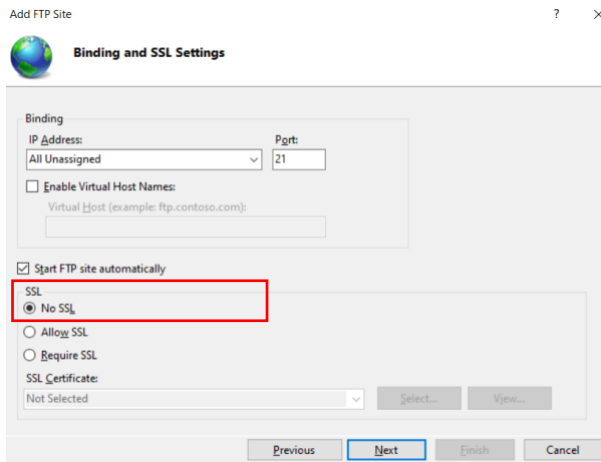 Add FTP Site
Binding and SSL Settings
Binding
IP Address: Port:
All Unassigned 21
Enable Virtual Host Names:
Virtual Host (example: ftp.contoso.com):
Start FTP site automatically
SSL
No SSL
Allow SSL
Require SSL
SSL Certificate:
Not Selected Select... View...
Previous Next Finish Cancel